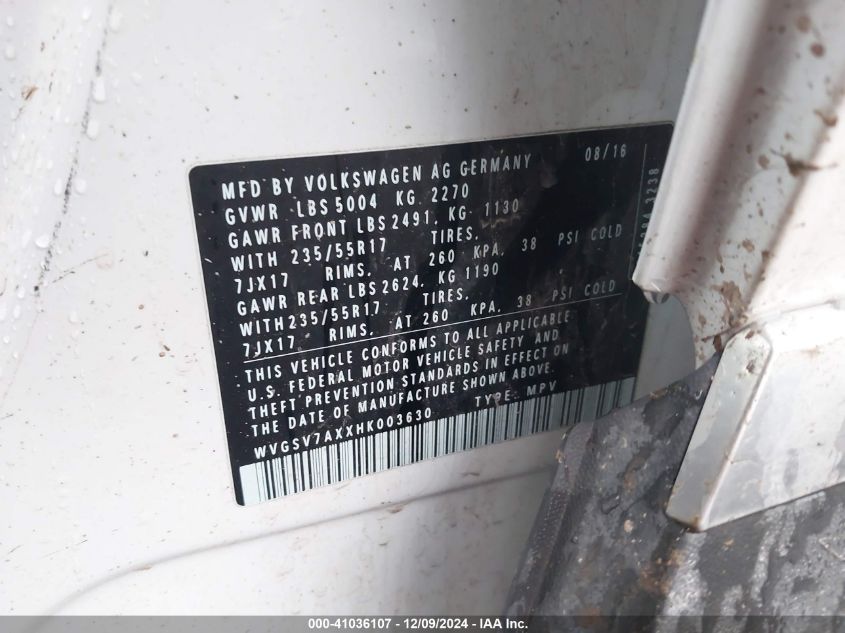 MFD BY VOLKSWAGEN AG GERMANY 08/16
GVWR LBS 5004 KG. 2270
GAWR FRONT LBS 2491, KG. 1130
WITH 235/55R17 TIRES,
7JX17 RIMS, AT 260 KPA, 38 PSI COLD
GAWR REAR LBS 2624, KG 1190
WITH 235/55R17 TIRES,
7JX17 RIMS, AT 260 KPA, 38 PSI COLD
THIS VEHICLE CONFORMS TO ALL APPLICABLE
U.S. FEDERAL MOTOR VEHICLE SAFETY AND
THEFT PREVENTION STANDARDS IN EFFECT ON
THE DATE OF MANUFACTURE SHOWN ABOVE.
WVGSV7AXXHK003630 TYPE: MPV
3238
000-41036107 - 12/09/2024 - IAA Inc.